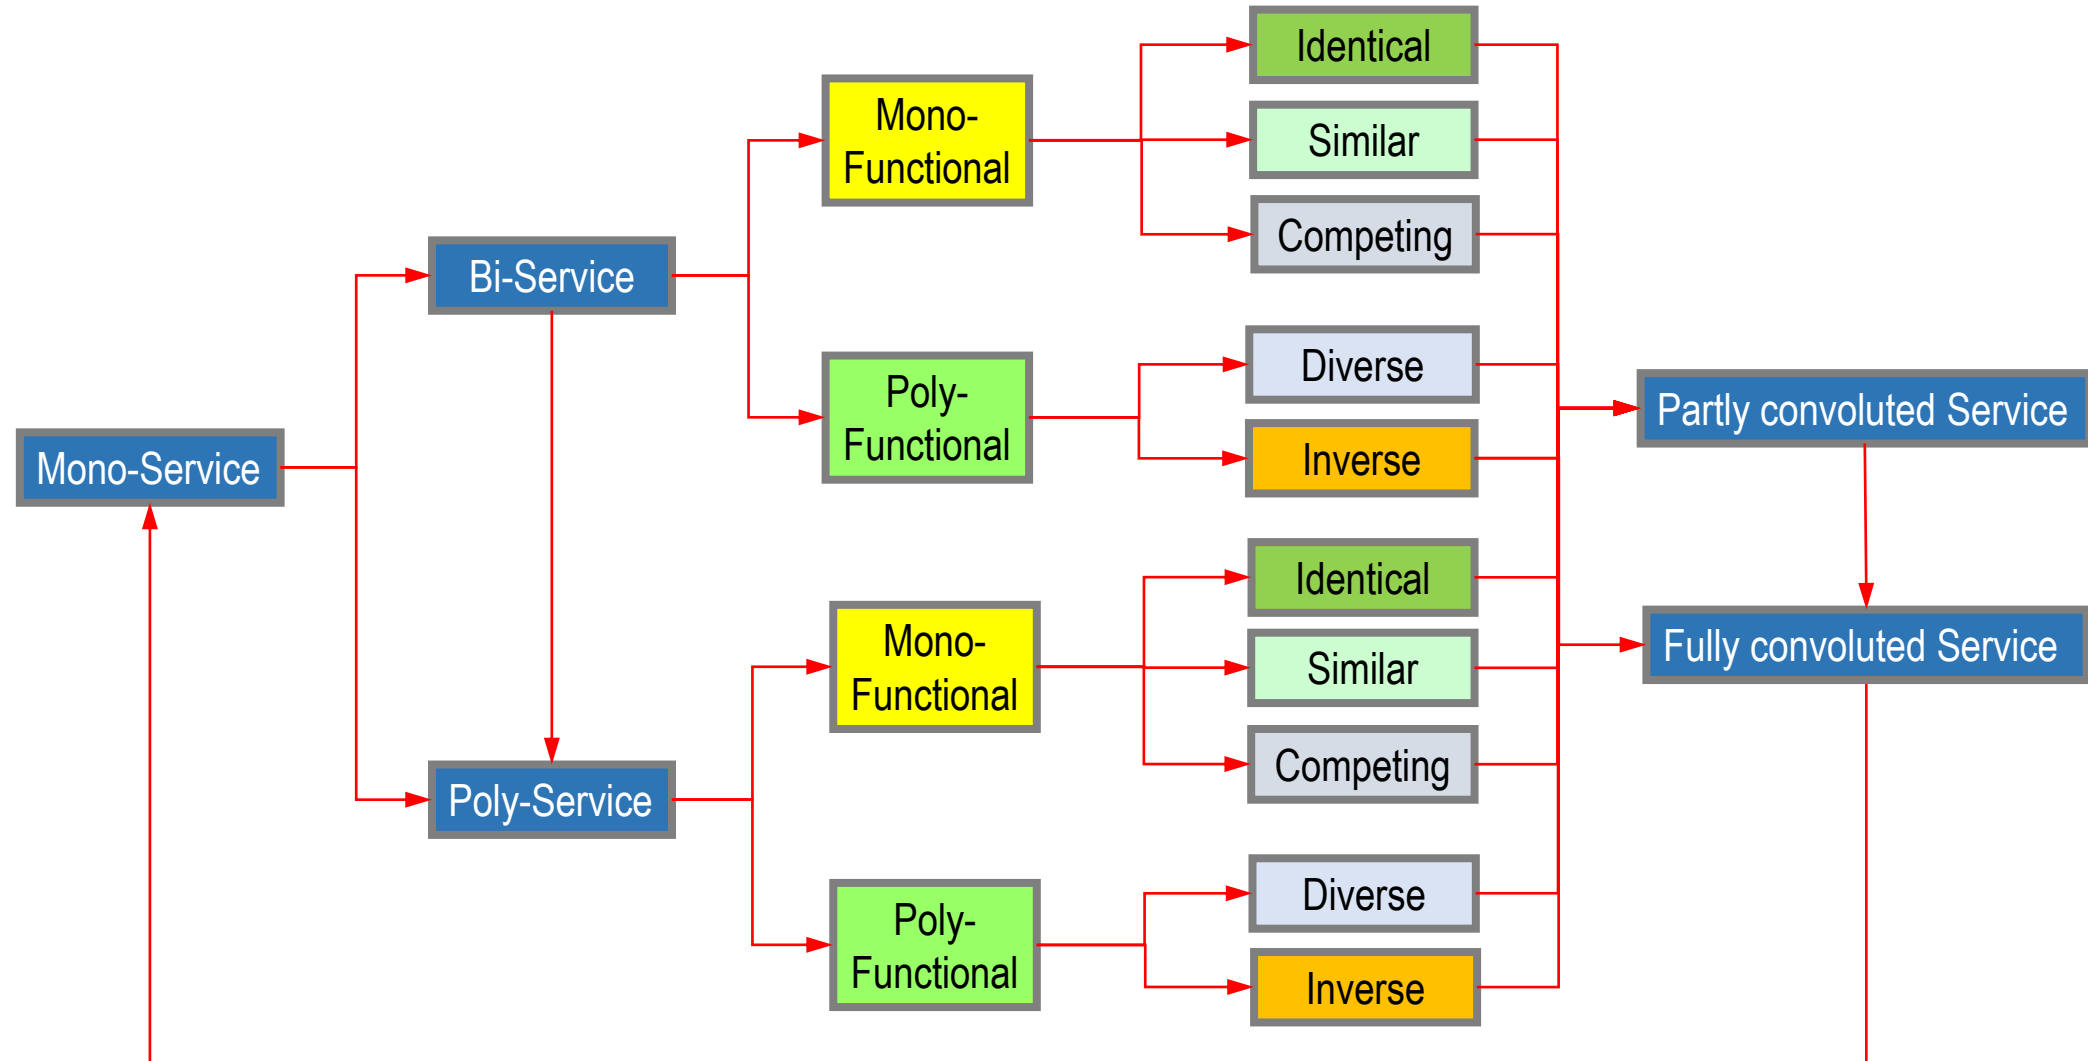 Mono-Service
Bi-Service
Poly-Service
Mono-
Functional
Poly-
Functional
Mono-
Functional
Poly-
Functional
Identical
Similar
Competing
Diverse
Inverse
Identical
Similar
Competing
Diverse
Inverse
Partly convoluted Service
Fully convoluted Service